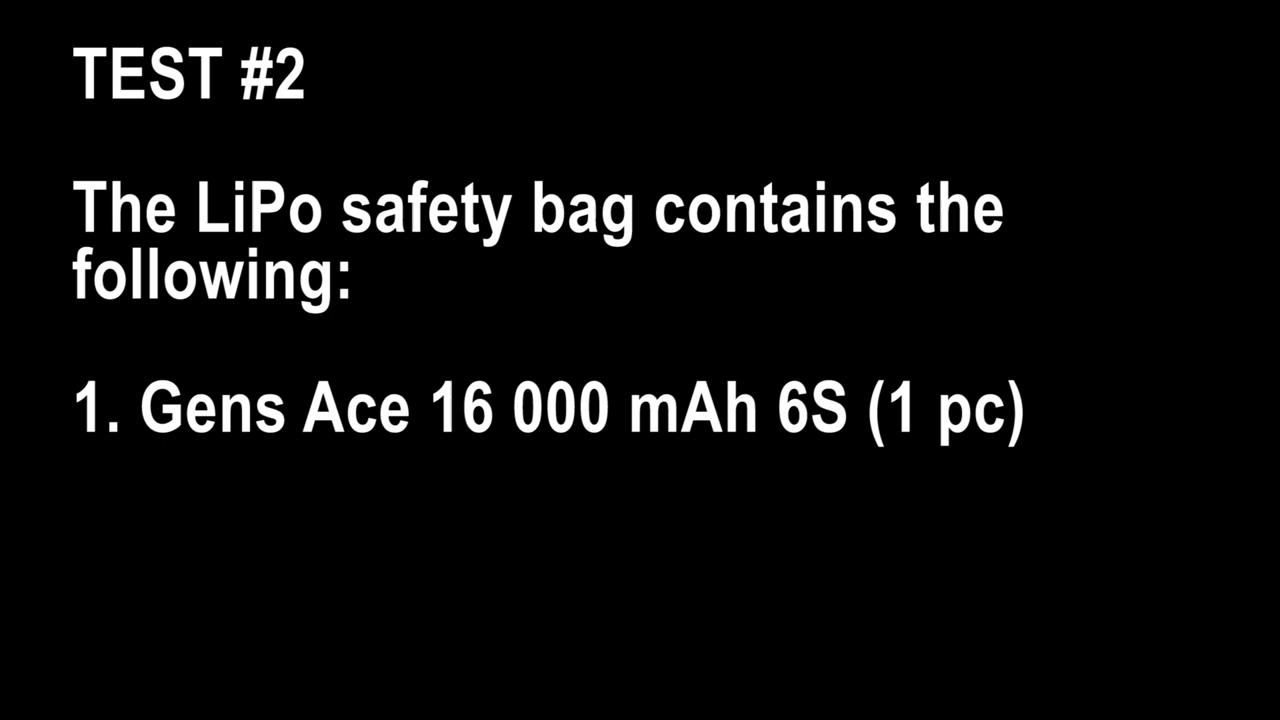 TEST #2
The LiPo safety bag contains the
following:
1. Gens Ace 16 000 mAh 6S (1 pc)